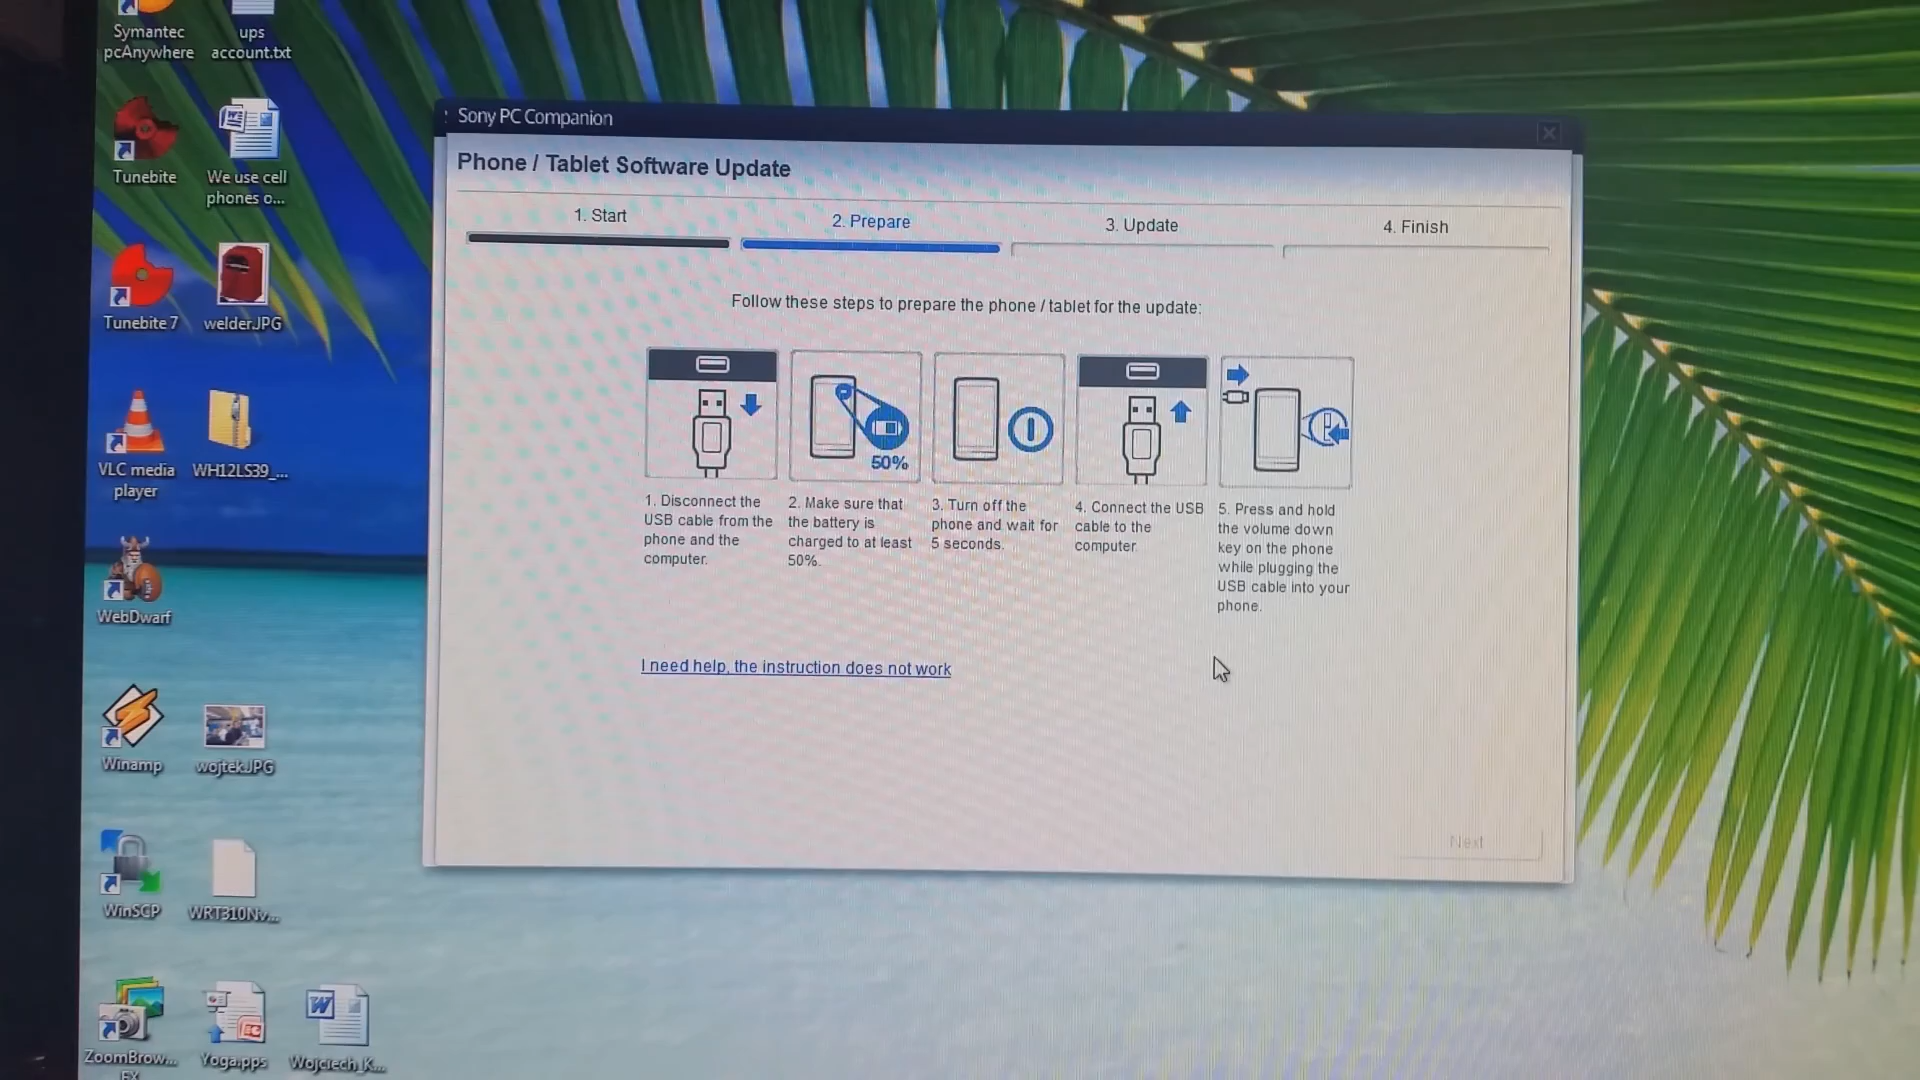 Symantec
pcAnywhere
ups
account.txt
Tunebite
We use cell
phones o...
Tunebite 7
welder.JPG
VLC media
player
WH12LS39_...
WebDwarf
Winamp
wojtek.JPG
WinSCP
WRT310Nv...
ZoomBrow...
EX
Yoga.pps
Wojciech_K...
Sony PC Companion
Phone / Tablet Software Update
1. Start
2. Prepare
3. Update
4. Finish
Follow these steps to prepare the phone / tablet for the update:
50%
1. Disconnect the
USB cable from the
phone and the
computer.
2. Make sure that
the battery is
charged to at least
50%.
3. Turn off the
phone and wait for
5 seconds.
4. Connect the USB
cable to the
computer.
5. Press and hold
the volume down
key on the phone
while plugging the
USB cable into your
phone.
I need help, the instruction does not work
Next